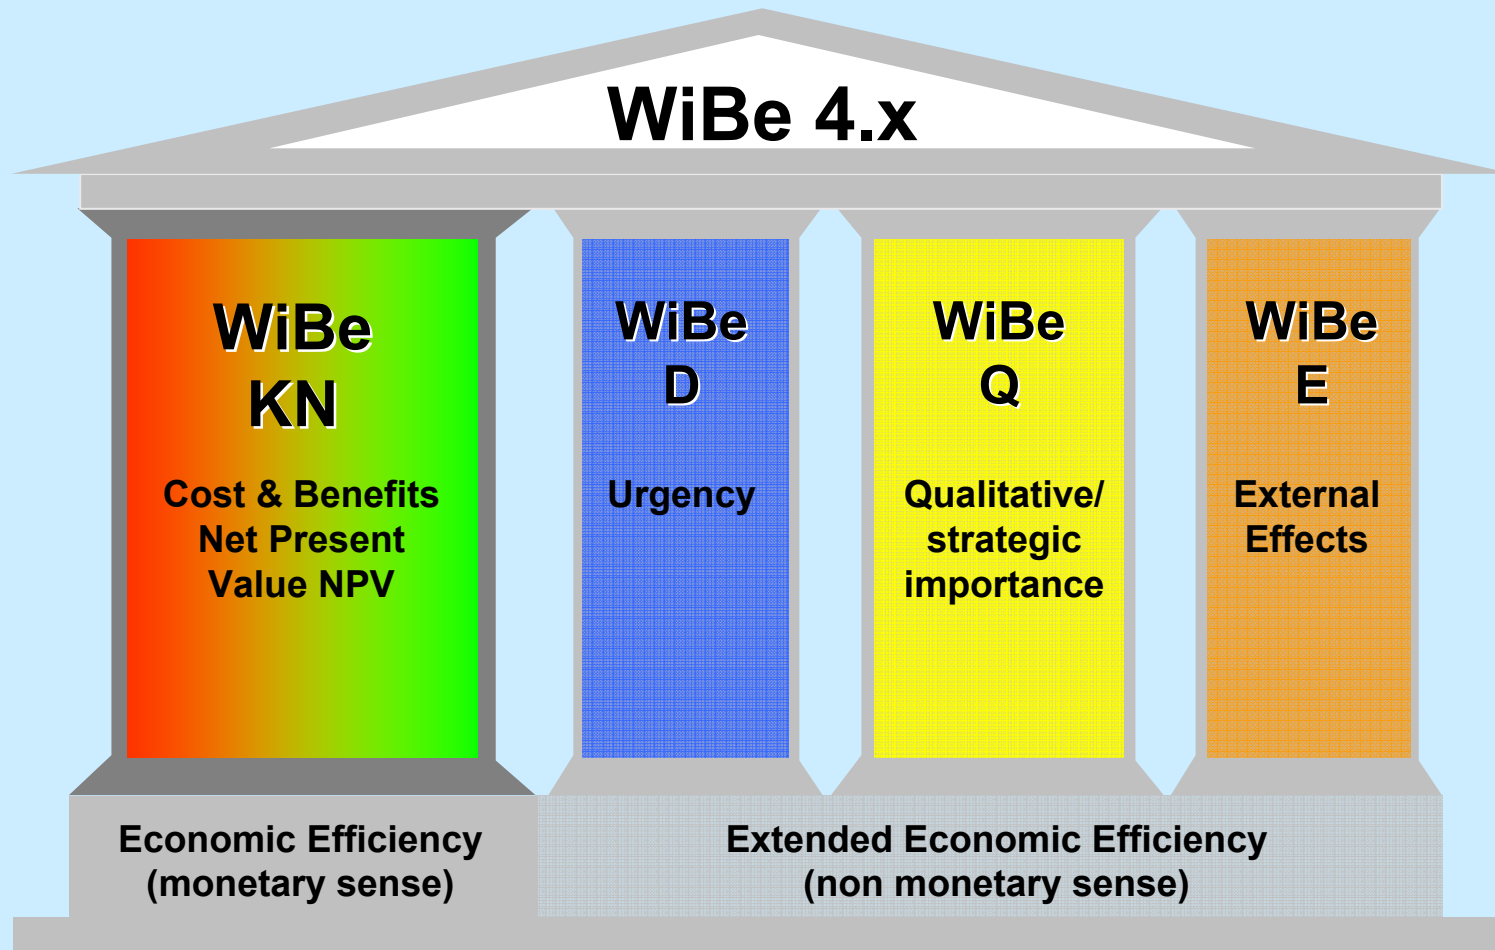 WiBe 4.x
WiBe
KN
Cost & Benefits
Net Present
Value NPV
WiBe
D
Urgency
WiBe
Q
Qualitative/
strategic
importance
WiBe
E
External
Effects
Economic Efficiency
(monetary sense)
Extended Economic Efficiency
(non monetary sense)